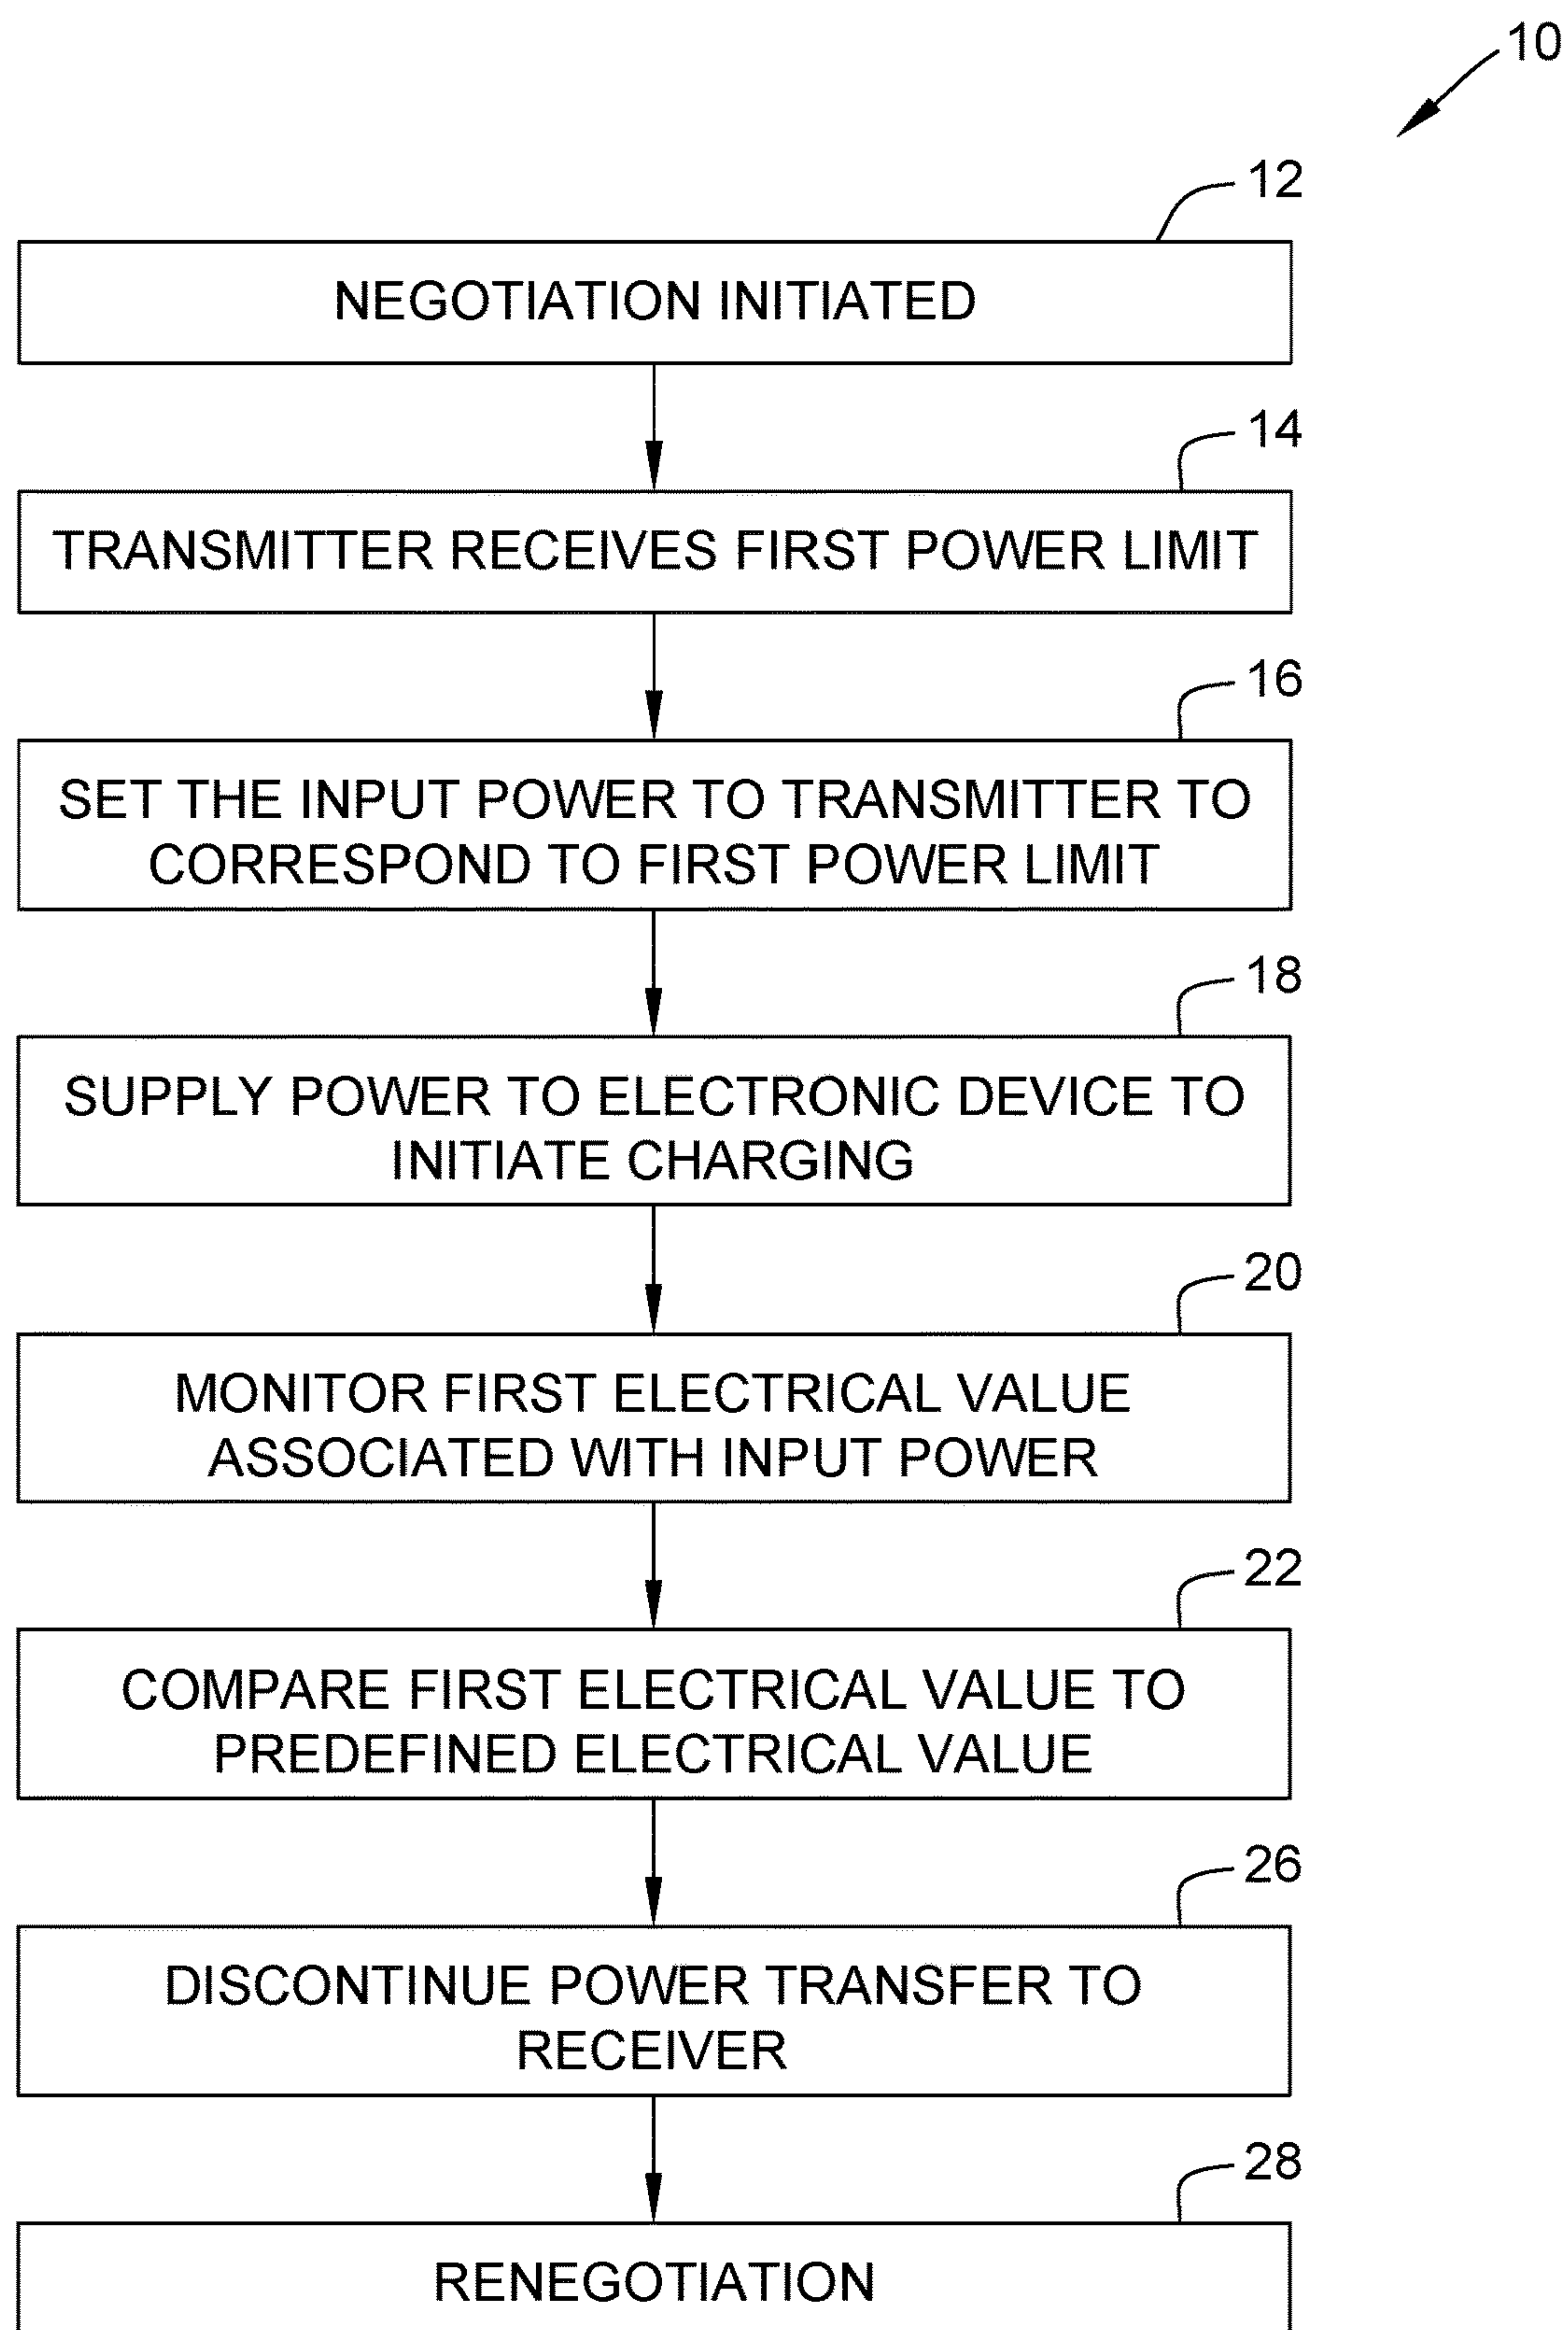 10
12
NEGOTIATION INITIATED
14
TRANSMITTER RECEIVES FIRST POWER LIMIT
16
SET THE INPUT POWER TO TRANSMITTER TO
CORRESPOND TO FIRST POWER LIMIT
18
SUPPLY POWER TO ELECTRONIC DEVICE TO
INITIATE CHARGING
20
MONITOR FIRST ELECTRICAL VALUE
ASSOCIATED WITH INPUT POWER
22
COMPARE FIRST ELECTRICAL VALUE TO
PREDEFINED ELECTRICAL VALUE
26
DISCONTINUE POWER TRANSFER TO
RECEIVER
28
RENEGOTIATION